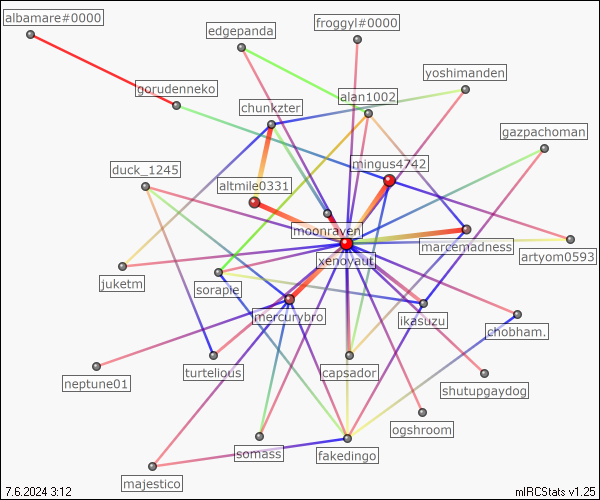 albamare#0000
froggyl#0000
edgepanda
yoshimanden
gorudenneko
alan1002
chunkzter
gazpachoman
mingus4742
duck_1245
altmile0331
moonraven
marcemadness
xenovaut
artyom0593
juketm
sorapie
ikasuzu
mercurybro
chobham.
neptune01
turtelious
capsador
shutupgaydog
ogshroom
somass
fakedingo
majestico
7.6.2024 3:12
mIRCStats v1.25